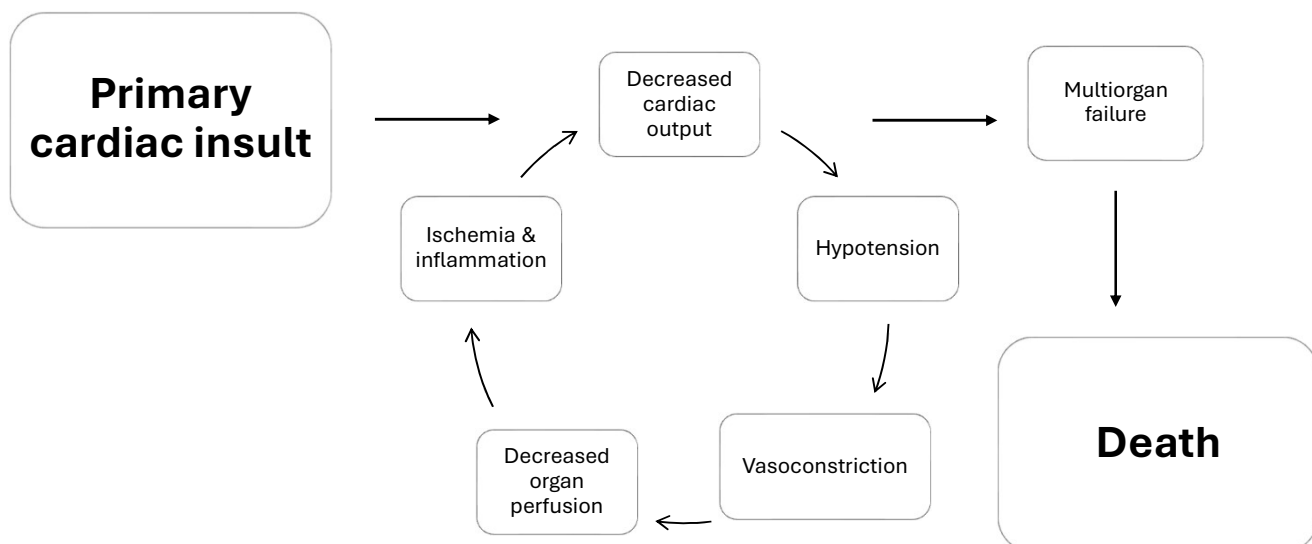 Primary
cardiac insult
Decreased
cardiac
output
Multiorgan
failure
Ischemia &
inflammation
Hypotension
Decreased
organ
perfusion
Vasoconstriction
Death